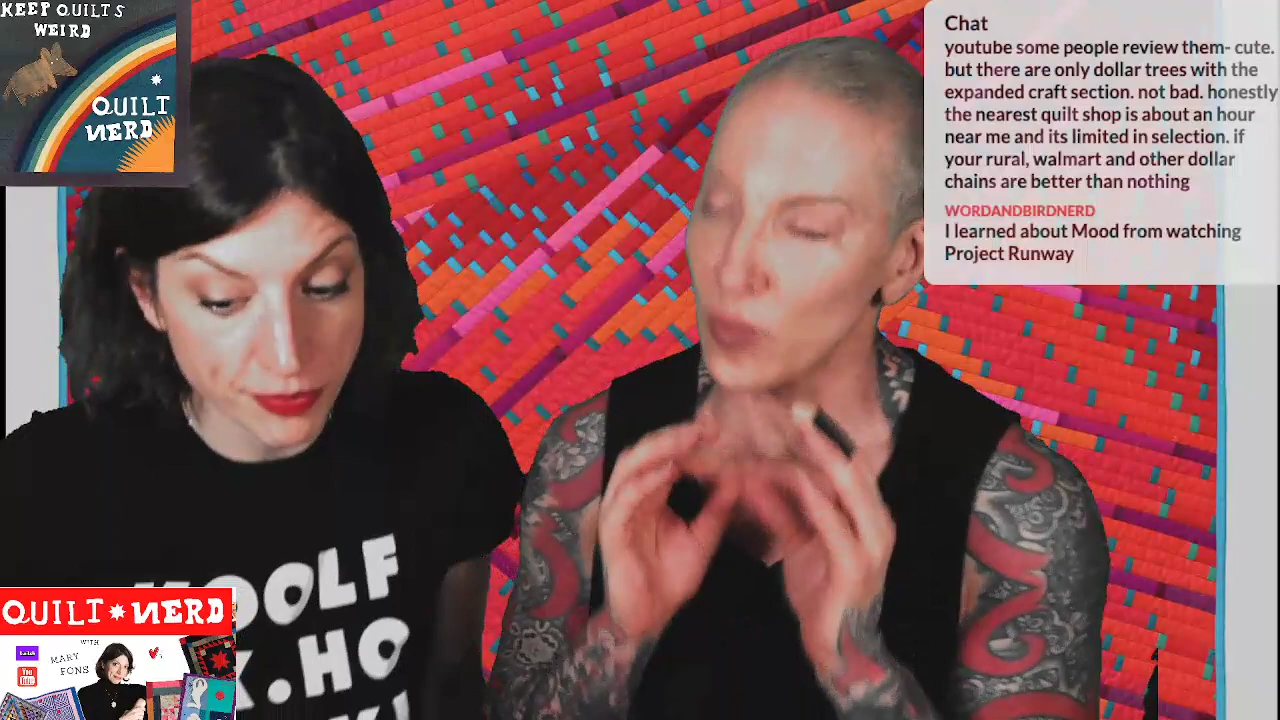 KEEP QUILTS
WEIRD
QUILT
NERD
Chat
youtube some people review them- cute.
but there are only dollar trees with the
expanded craft section. not bad. honestly
the nearest quilt shop is about an hour
near me and its limited in selection. if
your rural, walmart and other dollar
chains are better than nothing
WORDANDBIRDNERD
I learned about Mood from watching
Project Runway
QUILT NERD
WITH
MARY
FONS